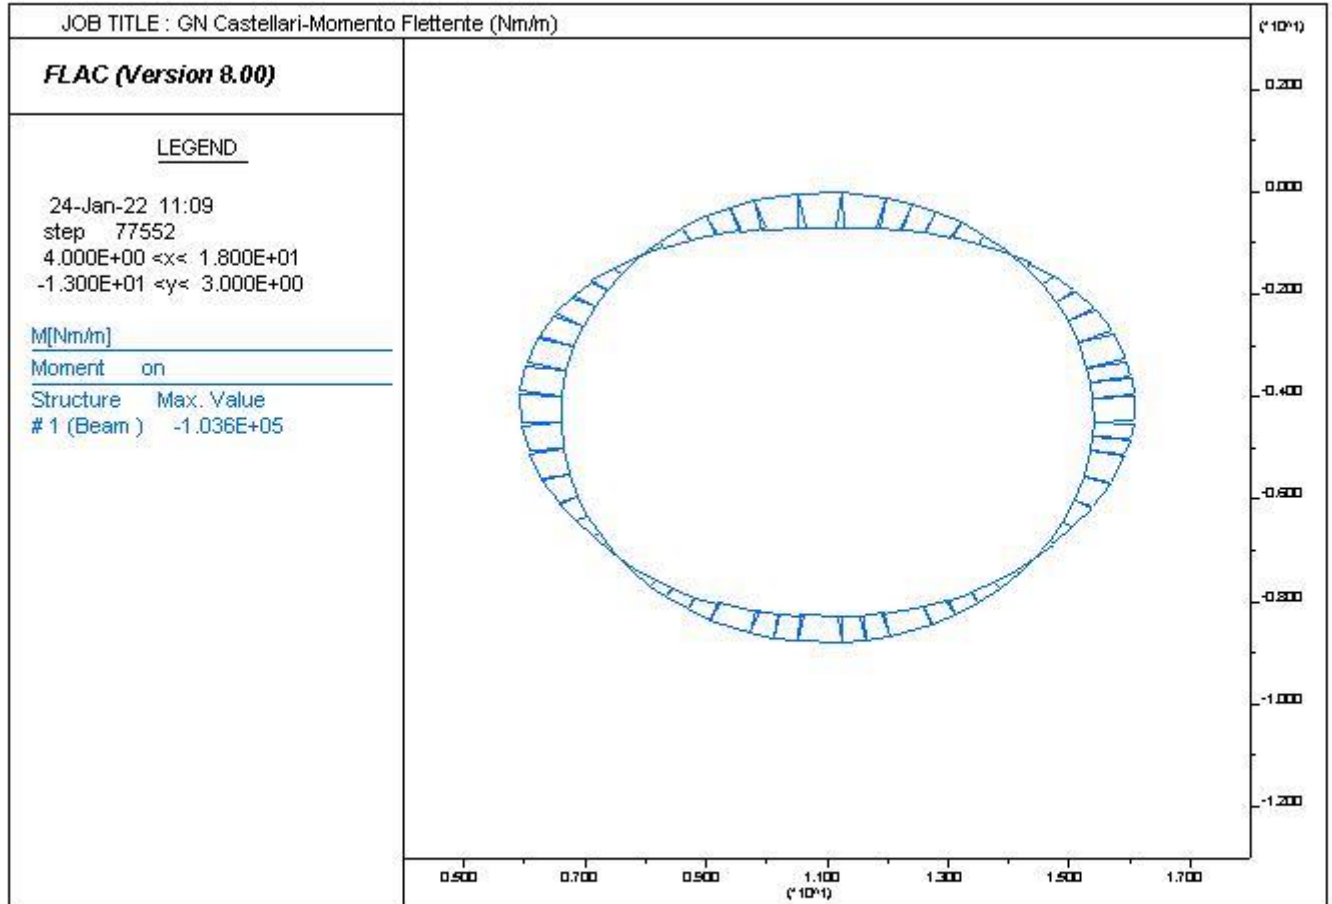 JOB TITLE : GN Castellari-Momento Flettente (Nm/m)
(*10^1)
FLAC (Version 8.00)
LEGEND
24-Jan-22 11:09
step 77552
4.000E+00 <x< 1.800E+01
-1.300E+01 <y< 3.000E+00
M[Nm/m]
Moment on
Structure Max. Value
# 1 (Beam ) -1.036E+05
0.200
0.000
-0.200
-0.400
-0.600
-0.800
-1.000
-1.200
0.500 0.700 0.900 1.100 1.300 1.500 1.700
(*10^1)